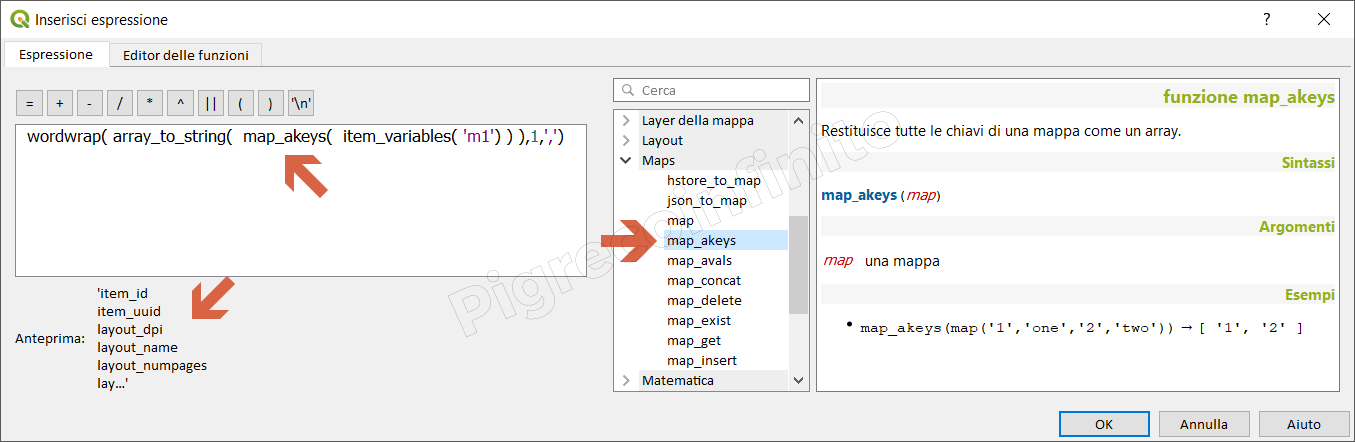 Inserisci espressione
?
Espressione
Editor delle funzioni
= + - / * ^ || ( ) '\n'
wordwrap( array_to_string( map_akeys( item_variables( 'm1') ) ),1,',')
Anteprima:
'item_id
item_uuid
layout_dpi
layout_name
layout_numpages
lay...'
Cerca
Layer della mappa
Layout
Maps
hstore_to_map
json_to_map
map
map_akeys
map_avals
map_concat
map_delete
map_exist
map_get
map_insert
Matematica
funzione map_akeys
Restituisce tutte le chiavi di una mappa come un array.
Sintassi
map_akeys (map)
Argomenti
map una mappa
Esempi
• map_akeys(map('1','one','2','two')) → [ '1', '2' ]
OK
Annulla
Aiuto
Pigrecoinfinito